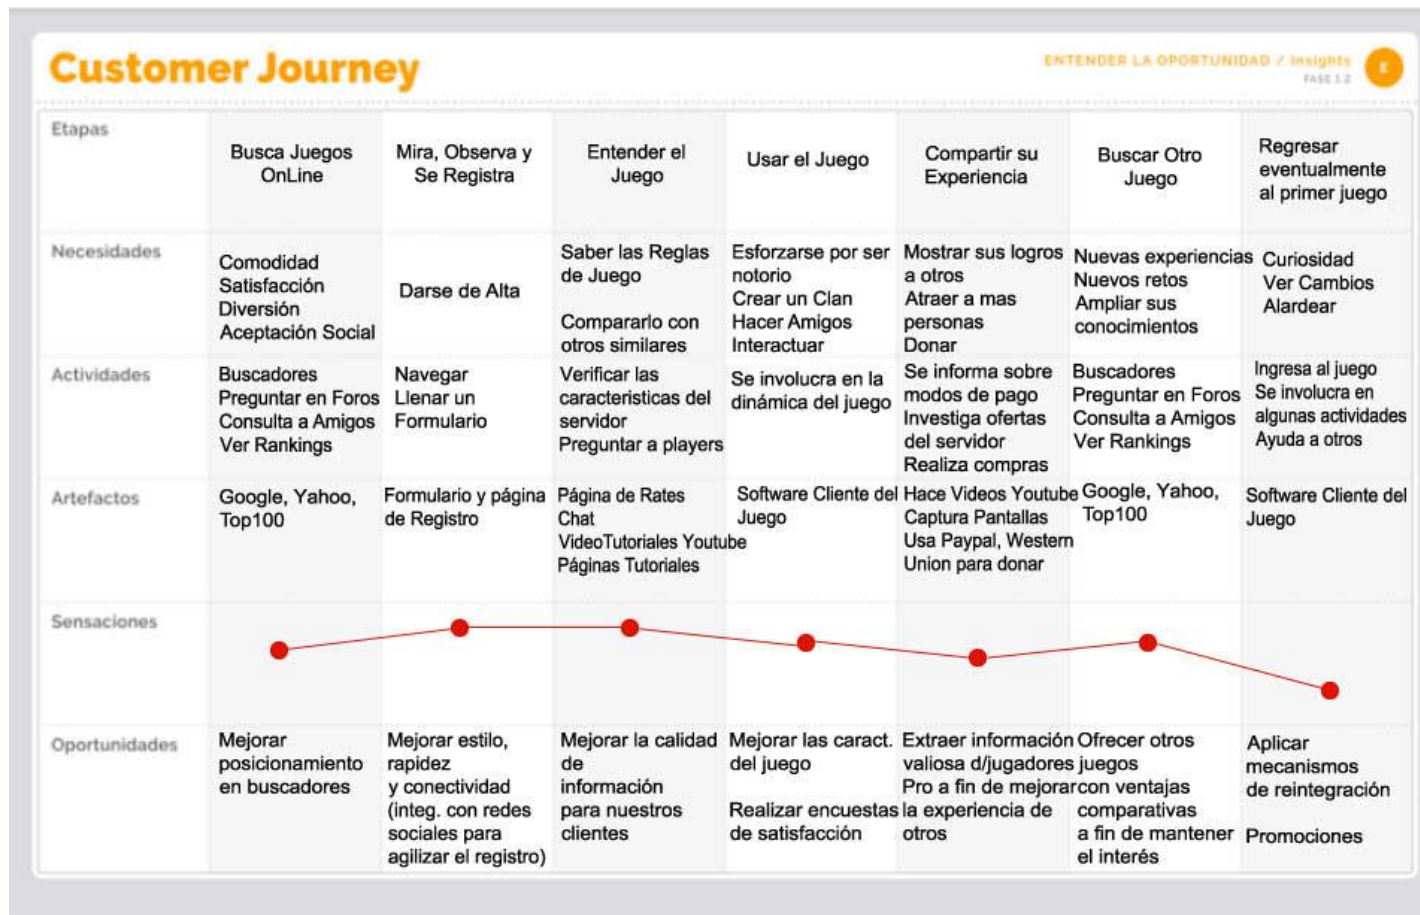 Customer Journey
ENTENDER LA OPORTUNIDAD / Insights
FASE 1.2
E
Etapas
Busca Juegos
OnLine
Mira, Observa y
Se Registra
Entender el
Juego
Usar el Juego
Compartir su
Experiencia
Buscar Otro
Juego
Regresar
eventualmente
al primer juego
Necesidades
Comodidad
Satisfacción
Diversión
Aceptación Social
Darse de Alta
Saber las Reglas
de Juego
Compararlo con
otros similares
Esforzarse por ser
notorio
Crear un Clan
Hacer Amigos
Interactuar
Mostrar sus logros
a otros
Atraer a mas
personas
Donar
Nuevas experiencias
Nuevos retos
Ampliar sus
conocimientos
Curiosidad
Ver Cambios
Alardear
Actividades
Buscadores
Preguntar en Foros
Consulta a Amigos
Ver Rankings
Navegar
Llenar un
Formulario
Verificar las
caracteristicas del
servidor
Preguntar a players
Se involucra en la
dinámica del juego
Se informa sobre
modos de pago
Investiga ofertas
del servidor
Realiza compras
Buscadores
Preguntar en Foros
Consulta a Amigos
Ver Rankings
Ingresa al juego
Se involucra en
algunas actividades
Ayuda a otros
Artefactos
Google, Yahoo,
Top100
Formulario y página
de Registro
Página de Rates
Chat
VideoTutoriales Youtube
Páginas Tutoriales
Software Cliente del
Juego
Hace Videos Youtube
Captura Pantallas
Usa Paypal, Western
Union para donar
Google, Yahoo,
Top100
Software Cliente del
Juego
Sensaciones
Oportunidades
Mejorar
posicionamiento
en buscadores
Mejorar estilo,
rapidez
y conectividad
(integ. con redes
sociales para
agilizar el registro)
Mejorar la calidad
de
información
para nuestros
clientes
Mejorar las caract.
del juego
Realizar encuestas
de satisfacción
Extraer información
valiosa d/jugadores
Pro a fin de mejorar
la experiencia de
otros
Ofrecer otros
juegos
con ventajas
comparativas
a fin de mantener
el interés
Aplicar
mecanismos
de reintegración
Promociones